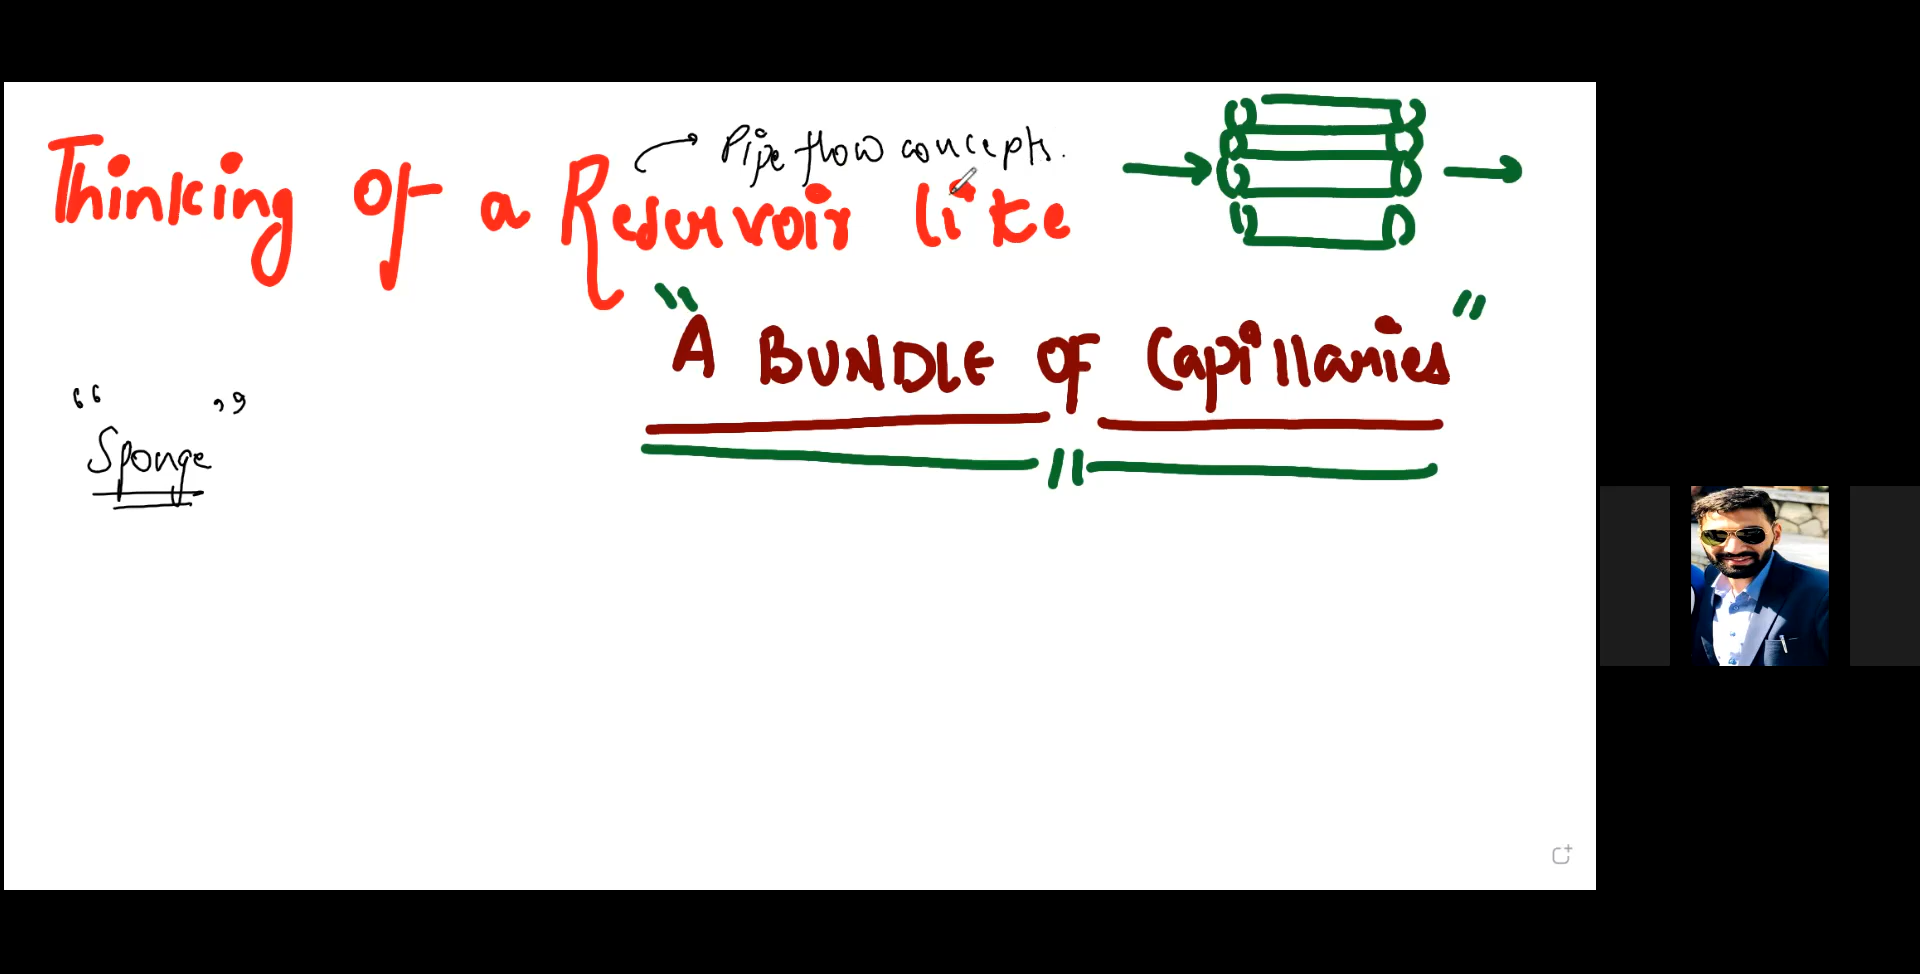 Pipe flow concepts.
Thinking of a Reservoir like
"A BUNDLE OF Capillaries"
"Sponge"